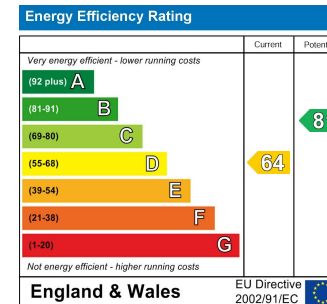 Energy Efficiency Rating
Current
Very energy efficient - lower running costs
(92 plus) A
(81-91) B
(69-80) C
(55-68) D
64
(39-54) E
(21-38) F
(1-20) G
Not energy efficient - higher running costs
England & Wales
EU Directive
2002/91/EC